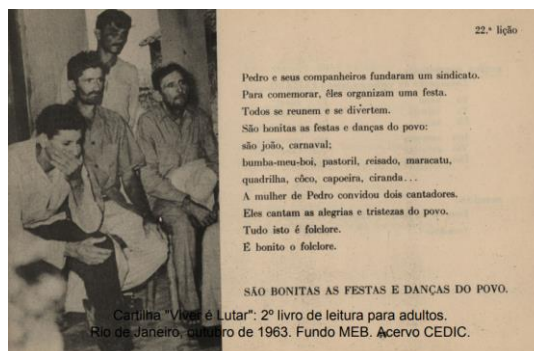 22.ª lição
Pedro e seus companheiros fundaram um sindicato.
Para comemorar, êles organizam uma festa.
Todos se reunem e se divertem.
São bonitas as festas e danças do povo:
são joão, carnaval;
bumba-meu-boi, pastoril, reisado, maracatu,
quadrilha, côco, capoeira, ciranda...
A mulher de Pedro convidou dois cantadores.
Eles cantam as alegrias e tristezas do povo.
Tudo isto é folclore.
É bonito o folclore.
SÃO BONITAS AS FESTAS E DANÇAS DO POVO.
Cartilha "Viver é Lutar": 2º livro de leitura para adultos.
Rio de Janeiro, outubro de 1963. Fundo MEB. Acervo CEDIC.